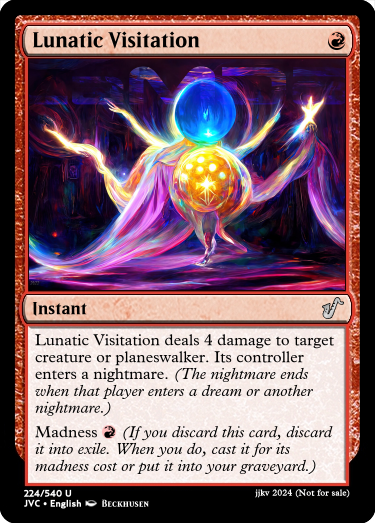 Lunatic Visitation
Instant
Lunatic Visitation deals 4 damage to target
creature or planeswalker. Its controller
enters a nightmare. (The nightmare ends
when that player enters a dream or another
nightmare.)
Madness (If you discard this card, discard
it into exile. When you do, cast it for its
madness cost or put it into your graveyard.)
224/540 U
jjkv 2024 (Not for sale)
JVC • English Beckhusen